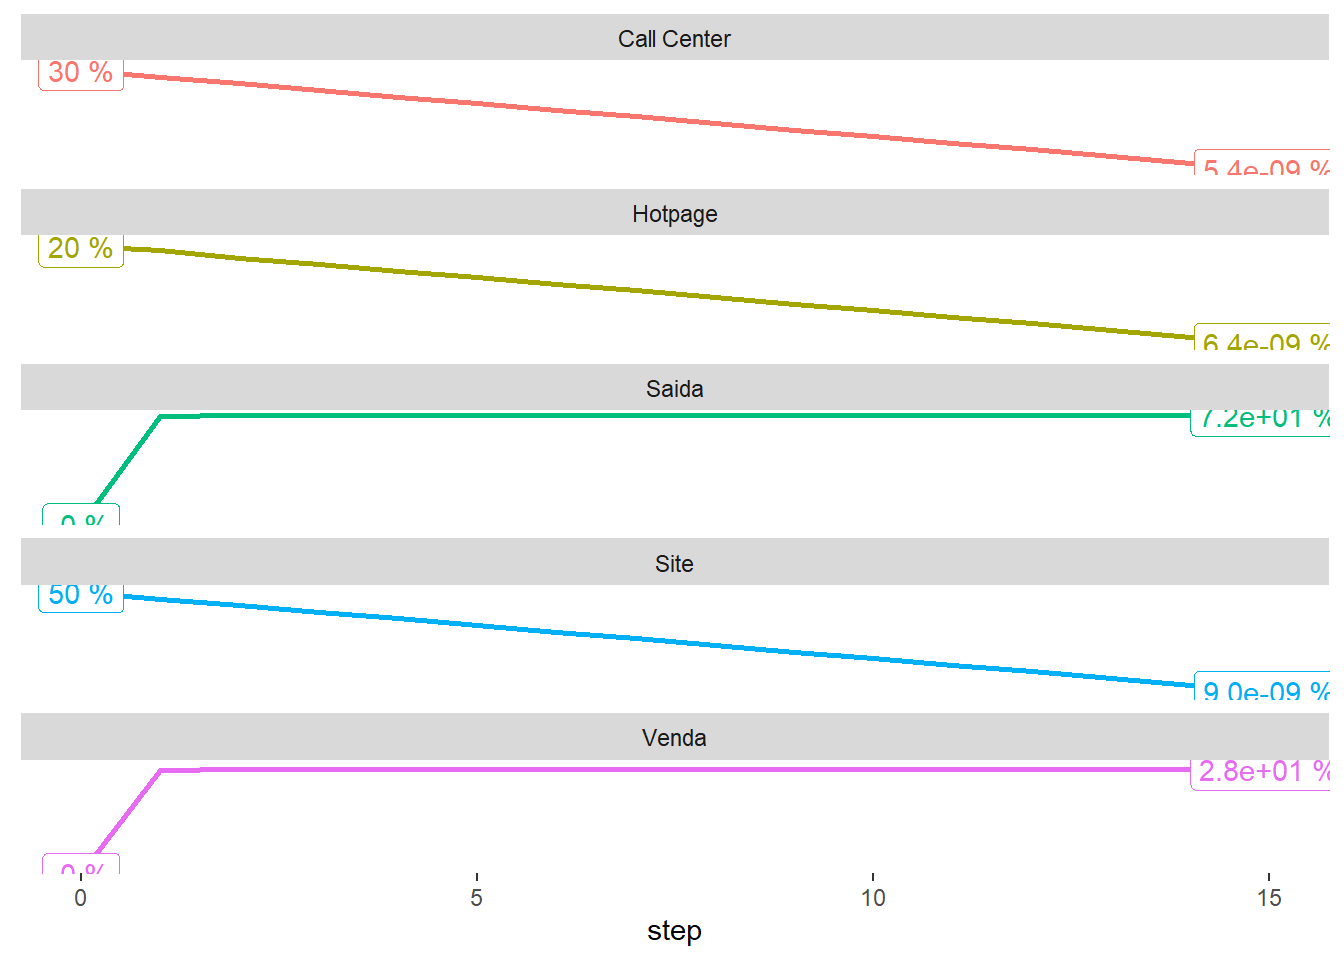 Call Center
30 %
5.4e-09 %
Hotpage
20 %
6.4e-09 %
Saida
7.2e+01 %
0 %
Site
50 %
9.0e-09 %
Venda
2.8e+01 %
0 %
0 5 10 15
step